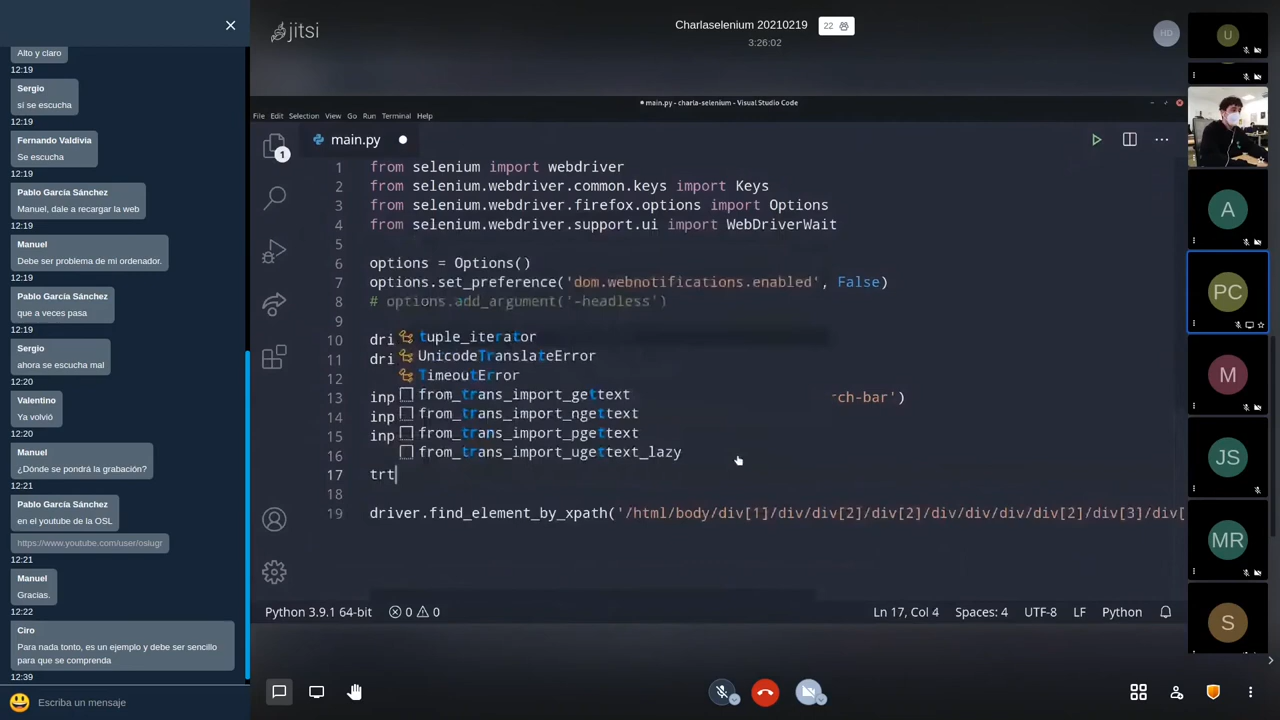 Alto y claro
12:19
Sergio
sí se escucha
12:19
Fernando Valdivia
Se escucha
12:19
Pablo García Sánchez
Manuel, dale a recargar la web
12:19
Manuel
Debe ser problema de mi ordenador.
12:19
Pablo García Sánchez
que a veces pasa
12:19
Sergio
ahora se escucha mal
12:20
Valentino
Ya volvió
12:20
Manuel
¿Dónde se pondrá la grabación?
12:21
Pablo García Sánchez
en el youtube de la OSL
https://www.youtube.com/user/oslugr
12:21
Manuel
Gracias.
12:22
Ciro
Para nada tonto, es un ejemplo y debe ser sencillo
para que se comprenda
12:39
Escriba un mensaje
jitsi
Charlaselenium 20210219
22
3:26:02
HD
main.py - charla-selenium - Visual Studio Code
File Edit Selection View Go Run Terminal Help
1
main.py
1 from selenium import webdriver
2 from selenium.webdriver.common.keys import Keys
3 from selenium.webdriver.firefox.options import Options
4 from selenium.webdriver.support.ui import WebDriverWait
5
6 options = Options()
7 options.set_preference('dom.webnotifications.enabled', False)
8 # options.add_argument('-headless')
9
10 dri tuple_iterator
11 dri UnicodeTranslateError
12 TimeoutError
13 inp from_trans_import_gettext rch-bar')
14 inp from_trans_import_ngettext
15 inp from_trans_import_pgettext
16 from_trans_import_ugettext_lazy
17 trt
18
19 driver.find_element_by_xpath('/html/body/div[1]/div/div[2]/div[2]/div/div/div/div[2]/div[3]/div[
Python 3.9.1 64-bit 0 0 Ln 17, Col 4 Spaces: 4 UTF-8 LF Python
U
A
PC
M
JS
MR
S